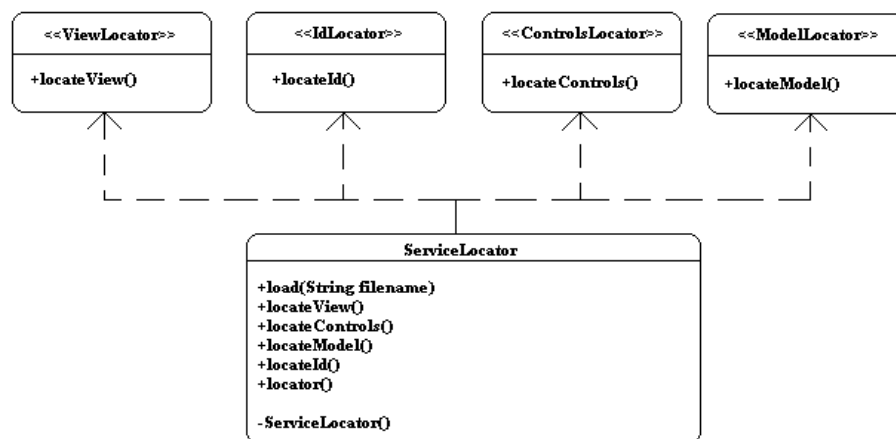 <<ViewLocator>>
+locateView()
<<IdLocator>>
+locateId()
<<ControlsLocator>>
+locateControls()
<<ModelLocator>>
+locateModel()
ServiceLocator
+load(String filename)
+locateView()
+locateControls()
+locateModel()
+locateId()
+locator()
-ServiceLocator()